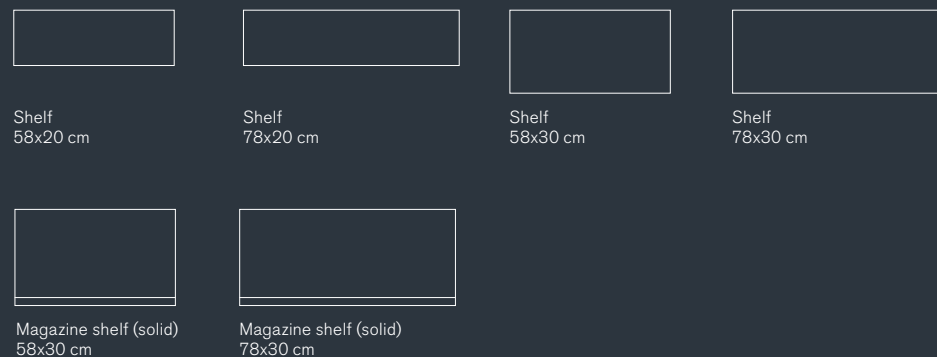 Shelf
58x20 cm
Shelf
78x20 cm
Shelf
58x30 cm
Shelf
78x30 cm
Magazine shelf (solid)
58x30 cm
Magazine shelf (solid)
78x30 cm